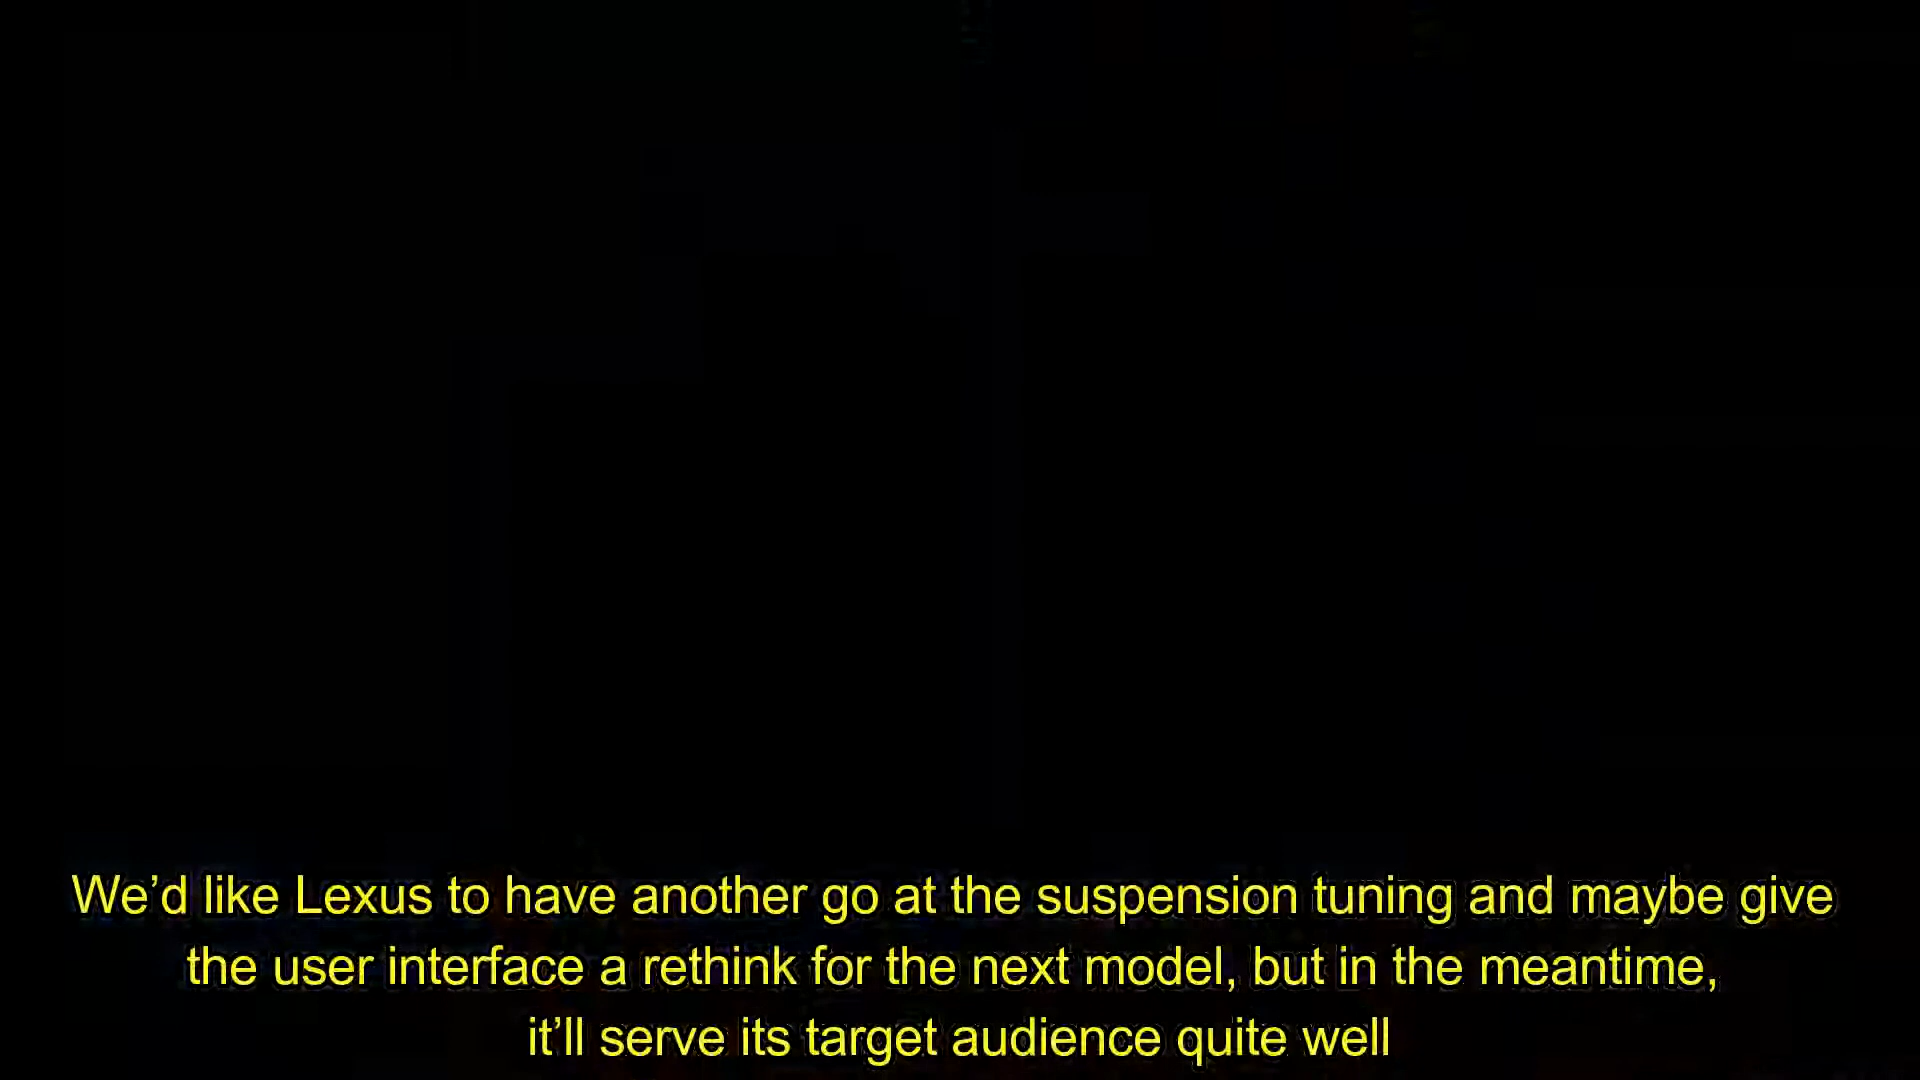 We’d like Lexus to have another go at the suspension tuning and maybe give
the user interface a rethink for the next model, but in the meantime,
it’ll serve its target audience quite well